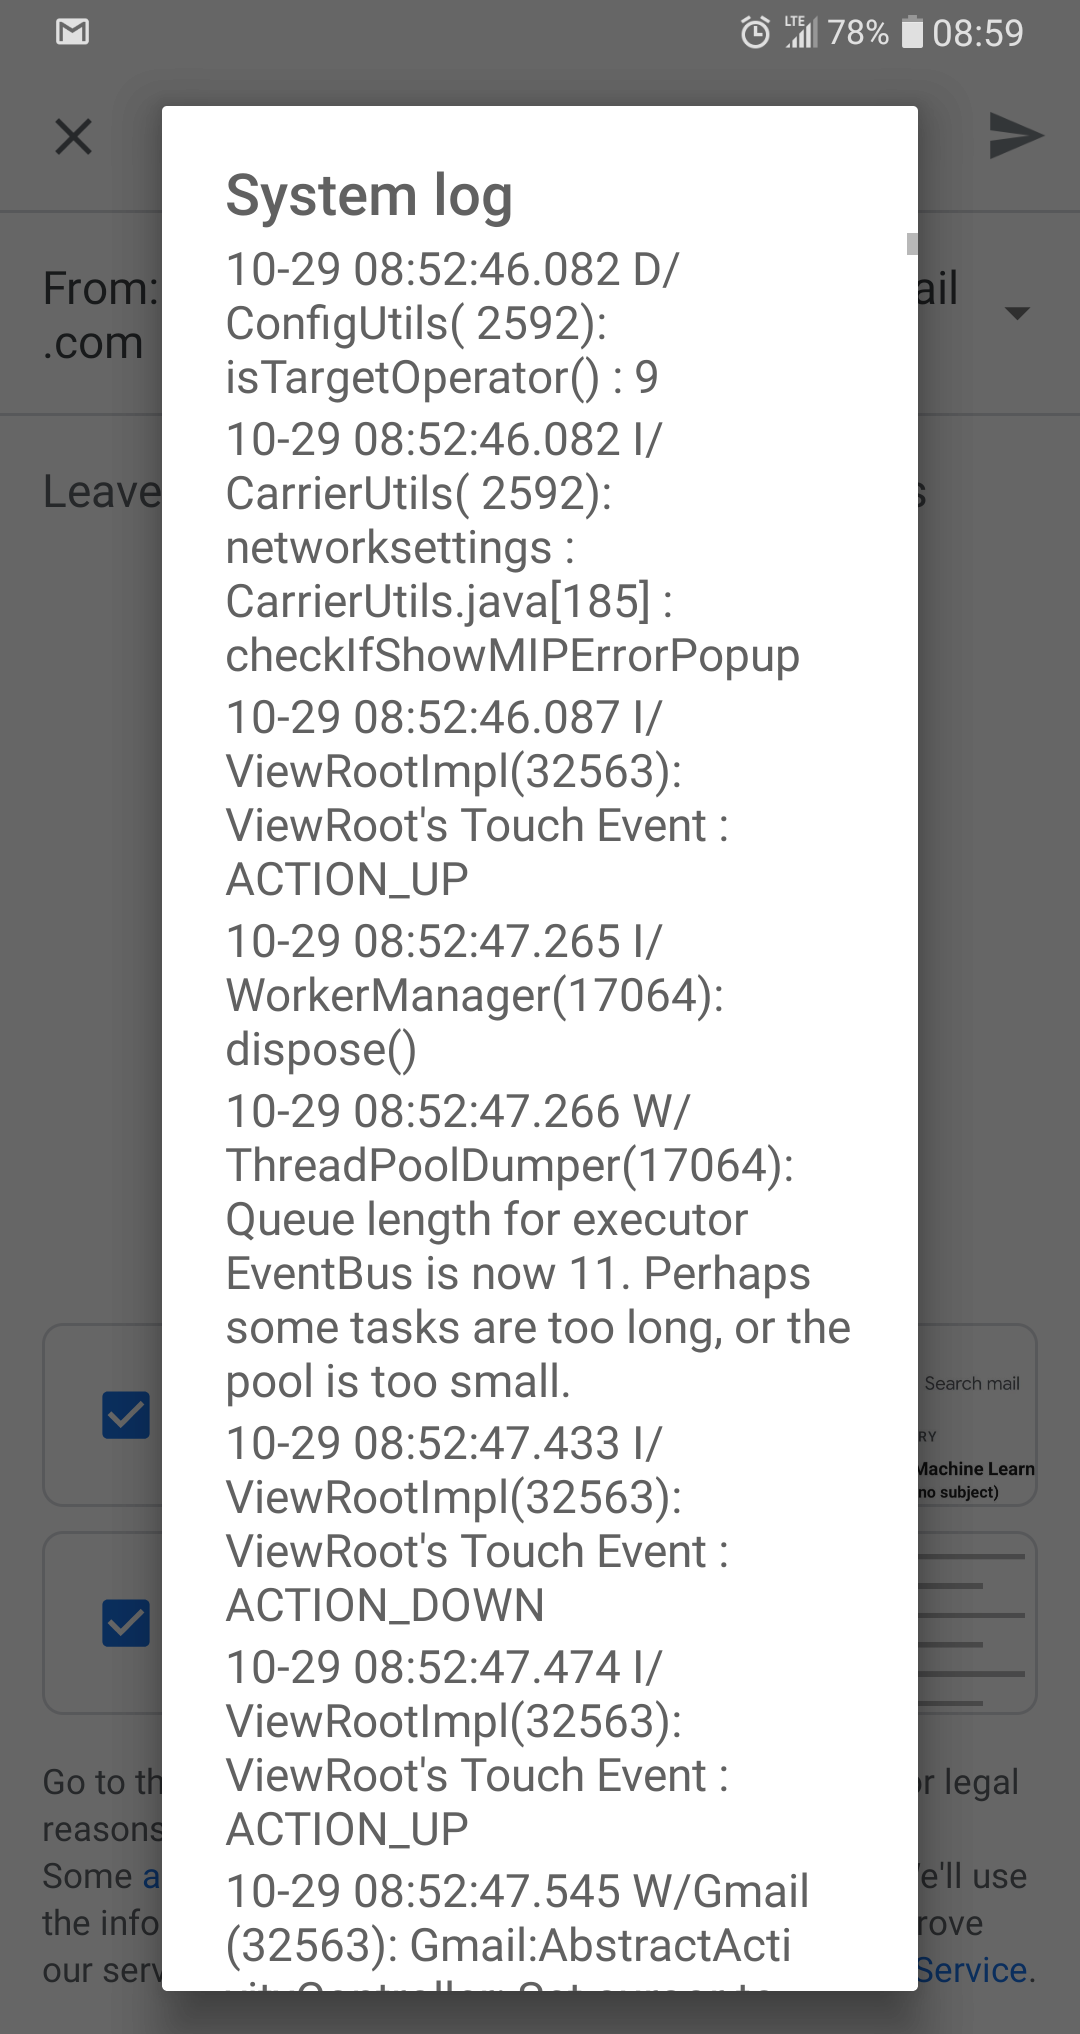 LTE 78% 08:59
System log
10-29 08:52:46.082 D/
ConfigUtils( 2592):
isTargetOperator() : 9
10-29 08:52:46.082 I/
CarrierUtils( 2592):
networksettings :
CarrierUtils.java[185] :
checkIfShowMIPErrorPopup
10-29 08:52:46.087 I/
ViewRootImpl(32563):
ViewRoot's Touch Event :
ACTION_UP
10-29 08:52:47.265 I/
WorkerManager(17064):
dispose()
10-29 08:52:47.266 W/
ThreadPoolDumper(17064):
Queue length for executor
EventBus is now 11. Perhaps
some tasks are too long, or the
pool is too small.
10-29 08:52:47.433 I/
ViewRootImpl(32563):
ViewRoot's Touch Event :
ACTION_DOWN
10-29 08:52:47.474 I/
ViewRootImpl(32563):
ViewRoot's Touch Event :
ACTION_UP
10-29 08:52:47.545 W/Gmail
(32563): Gmail:AbstractActi
From:
ail
.com
Leave
Search mail
RY
Machine Learn
no subject)
Go to th
r legal
reasons
Some a
e'll use
the info
rove
our serv
Service.